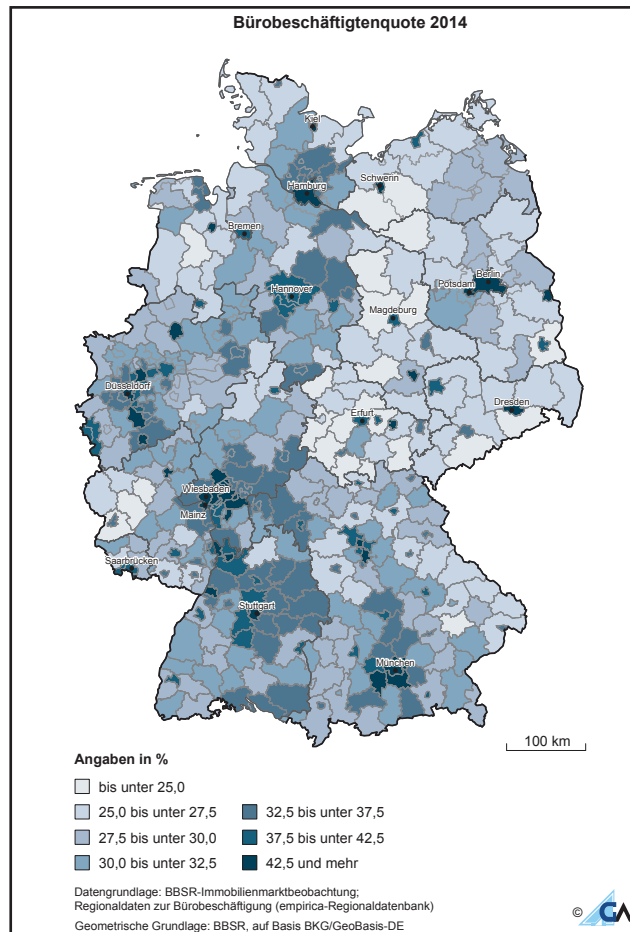 Bürobeschäftigtenquote 2014
Kiel
Schwerin
Hamburg
Bremen
Berlin
Potsdam
Hannover
Magdeburg
Düsseldorf
Erfurt
Dresden
Wiesbaden
Mainz
Saarbrücken
Stuttgart
München
100 km
Angaben in %
bis unter 25,0
25,0 bis unter 27,5
32,5 bis unter 37,5
27,5 bis unter 30,0
37,5 bis unter 42,5
30,0 bis unter 32,5
42,5 und mehr
Datengrundlage: BBSR-Immobilienmarktbeobachtung;
Regionaldaten zur Bürobeschäftigung (empirica-Regionaldatenbank)
Geometrische Grundlage: BBSR, auf Basis BKG/GeoBasis-DE
©